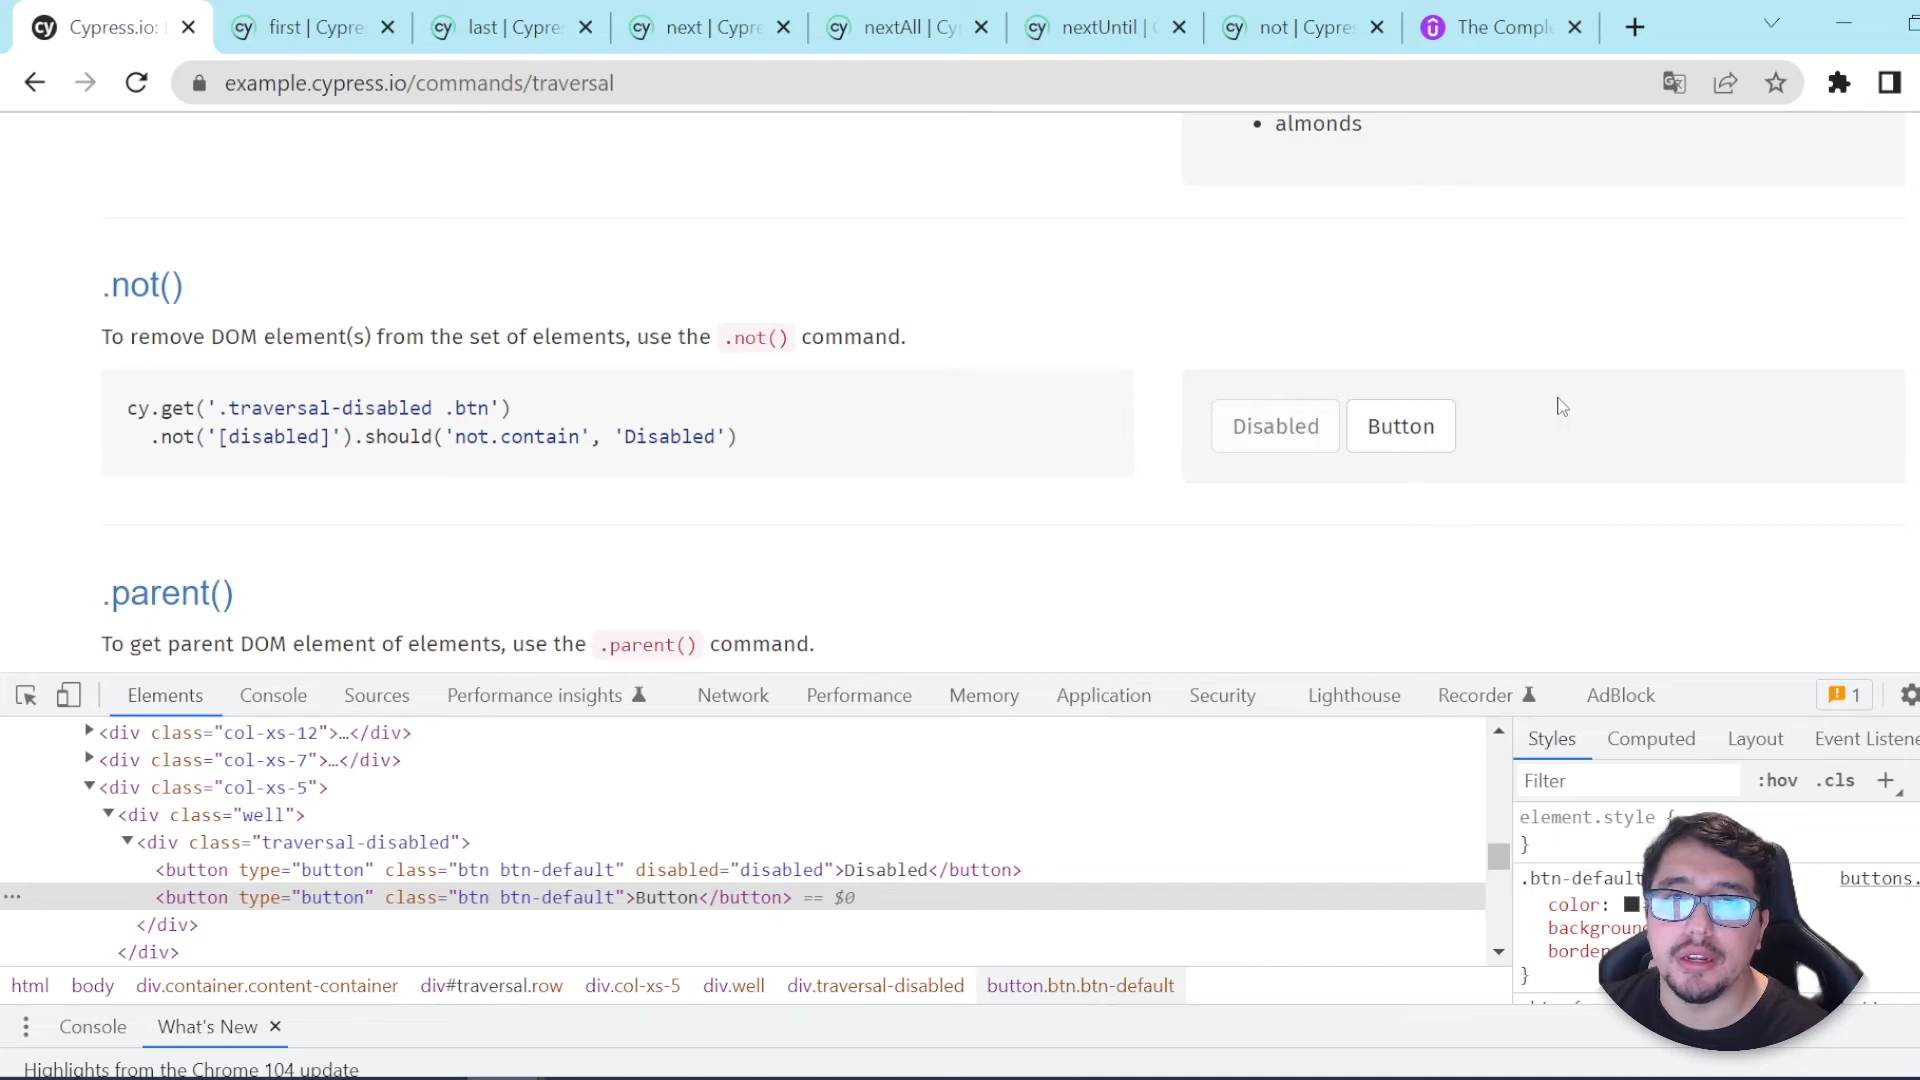 Cypress.io:
first | Cypre
last | Cypre
next | Cypre
nextAll | Cy
nextUntil |
not | Cypres
The Compl
example.cypress.io/commands/traversal
• almonds
.not()
To remove DOM element(s) from the set of elements, use the .not() command.
cy.get('.traversal-disabled .btn')
.not('[disabled]').should('not.contain', 'Disabled')
Disabled
Button
.parent()
To get parent DOM element of elements, use the .parent() command.
Elements
Console
Sources
Performance insights
Network
Performance
Memory
Application
Security
Lighthouse
Recorder
AdBlock
1
<div class="col-xs-12">…</div>
<div class="col-xs-7">…</div>
<div class="col-xs-5">
<div class="well">
<div class="traversal-disabled">
<button type="button" class="btn btn-default" disabled="disabled">Disabled</button>
<button type="button" class="btn btn-default">Button</button> == $0
</div>
</div>
Styles
Computed
Layout
Event Listene
Filter
:hov
.cls
element.style {
}
.btn-default
buttons.
color:
background
borde
}
html
body
div.container.content-container
div#traversal.row
div.col-xs-5
div.well
div.traversal-disabled
button.btn.btn-default
Console
What's New
Highlights from the Chrome 104 update